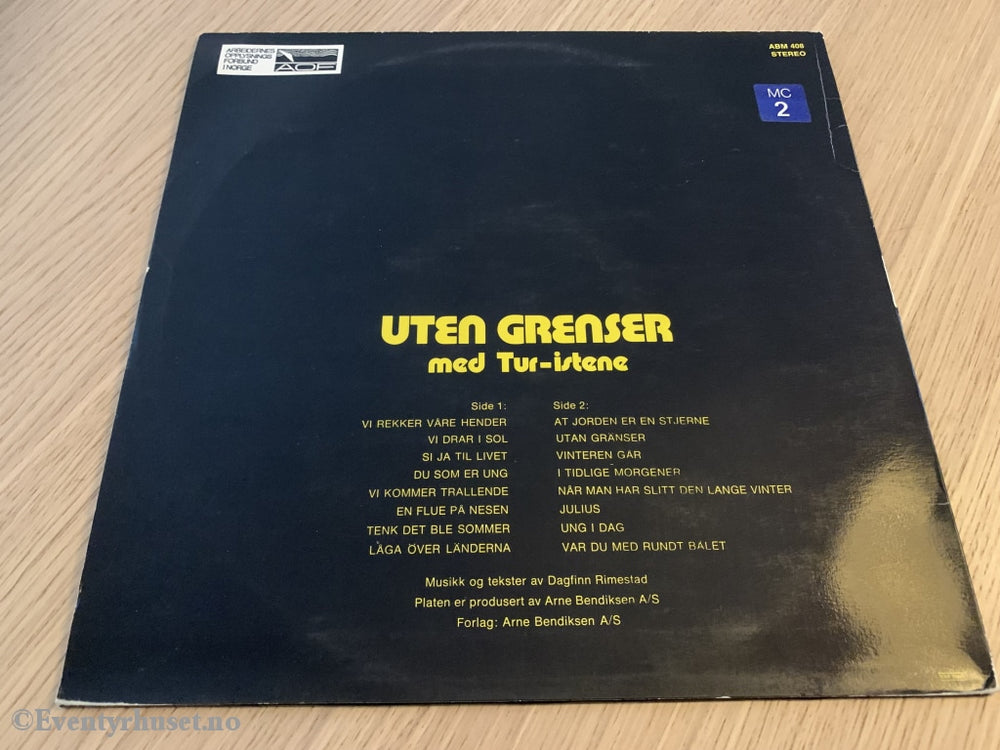 ARBEIDERNES
OPPLYSNINGS
FORBUND
I NORGE
AOF
ABM 408
STEREO
MC
2
UTEN GRENSER
med Tur-istene
Side 1:
VI REKKER VÅRE HENDER
VI DRAR I SOL
SI JA TIL LIVET
DU SOM ER UNG
VI KOMMER TRALLENDE
EN FLUE PÅ NESEN
TENK DET BLE SOMMER
LÅGA ÖVER LÄNDERNA
Side 2:
AT JORDEN ER EN STJERNE
UTAN GRÄNSER
VINTEREN GÅR
I TIDLIGE MORGENER
NÅR MAN HAR SLITT DEN LANGE VINTER
JULIUS
UNG I DAG
VAR DU MED RUNDT BÅLET
Musikk og tekster av Dagfinn Rimestad
Platen er produsert av Arne Bendiksen A/S
Forlag: Arne Bendiksen A/S
©Eventyrhuset.no